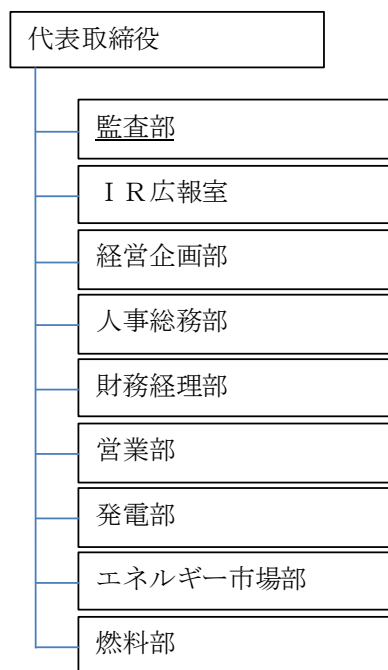 代表取締役
監査部
ＩＲ広報室
経営企画部
人事総務部
財務経理部
営業部
発電部
エネルギー市場部
燃料部